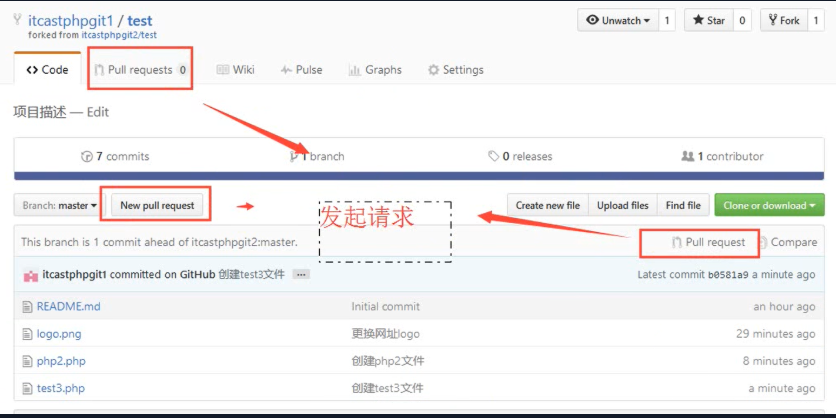 itcastphpgit1 / test
forked from itcastphpgit2/test
Unwatch 1 Star 0 Fork 1
Code Pull requests 0 Wiki Pulse Graphs Settings
项目描述 — Edit
7 commits 1 branch 0 releases 1 contributor
Branch: master New pull request Create new file Upload files Find file Clone or download
发起请求
This branch is 1 commit ahead of itcastphpgit2:master. Pull request Compare
itcastphpgit1 committed on GitHub 创建test3文件 ... Latest commit b0581a9 a minute ago
README.md Initial commit an hour ago
logo.png 更换网址logo 29 minutes ago
php2.php 创建php2文件 8 minutes ago
test3.php 创建test3文件 a minute ago